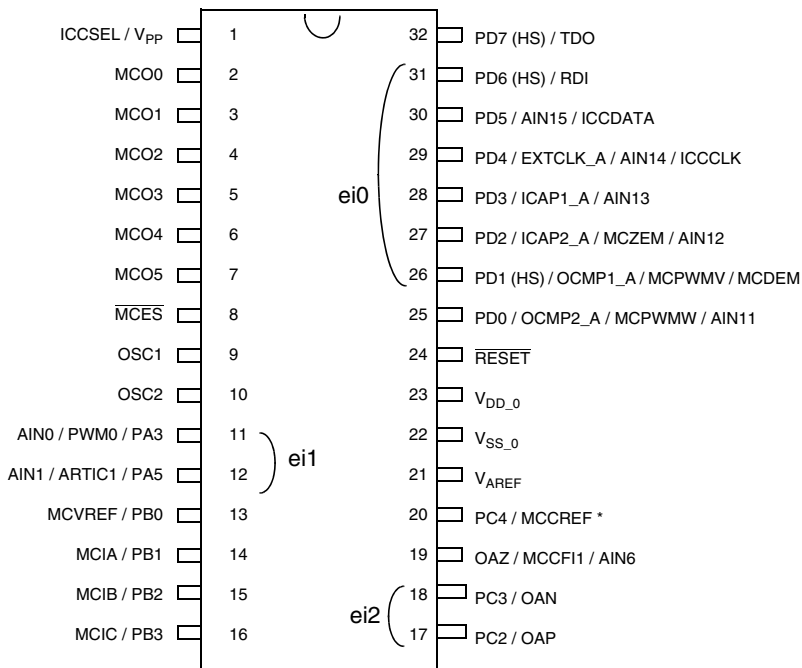 ICCSEL / VPP 1 32 PD7 (HS) / TDO
MCO0 2 31 PD6 (HS) / RDI
MCO1 3 30 PD5 / AIN15 / ICCDATA
MCO2 4 29 PD4 / EXTCLK_A / AIN14 / ICCCLK
MCO3 5 ei0 28 PD3 / ICAP1_A / AIN13
MCO4 6 27 PD2 / ICAP2_A / MCZEM / AIN12
MCO5 7 26 PD1 (HS) / OCMP1_A / MCPWMV / MCDEM
MCES 8 25 PD0 / OCMP2_A / MCPWMW / AIN11
OSC1 9 24 RESET
OSC2 10 23 VDD_0
AIN0 / PWM0 / PA3 11 22 VSS_0
ei1
AIN1 / ARTIC1 / PA5 12 21 VAREF
MCVREF / PB0 13 20 PC4 / MCCREF *
MCIA / PB1 14 19 OAZ / MCCFI1 / AIN6
MCIB / PB2 15 18 PC3 / OAN
ei2
MCIC / PB3 16 17 PC2 / OAP